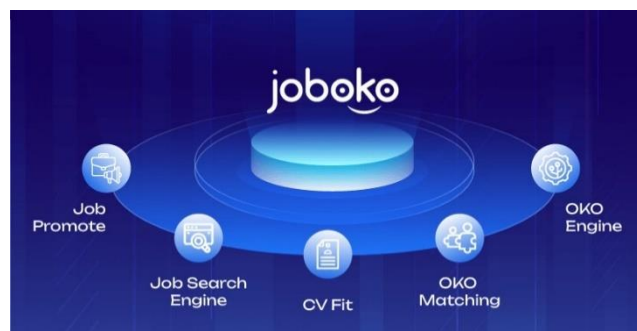 joboko
Job
Promote
Job Search
Engine
CV Fit
OKO
Matching
OKO
Engine